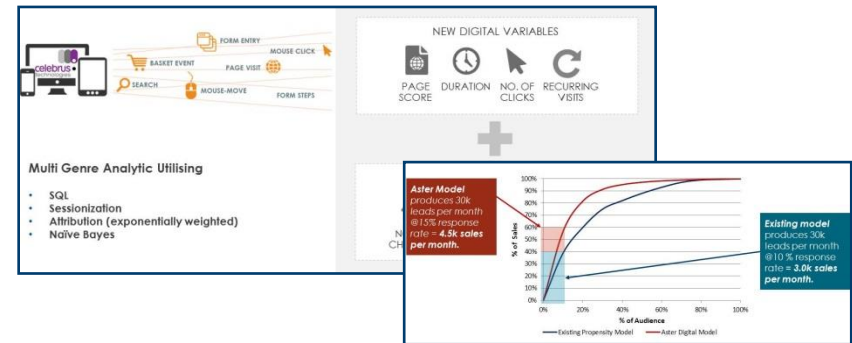 celebrus
technologies
FORM ENTRY
MOUSE CLICK
BASKET EVENT
PAGE VISIT
SEARCH
MOUSE-MOVE
FORM STEPS
Multi Genre Analytic Utilising
• SQL
• Sessionization
• Attribution (exponentially weighted)
• Naïve Bayes
NEW DIGITAL VARIABLES
PAGE
SCORE
DURATION
NO. OF
CLICKS
RECURRING
VISITS
Aster Model
produces 30k
leads per month
@15% response
rate = 4.5k sales
per month.
% of Sales
100%
90%
80%
70%
60%
50%
40%
30%
20%
10%
0%
0% 20% 40% 60% 80% 100%
% of Audience
Existing Propensity Model
Aster Digital Model
Existing model
produces 30k
leads per month
@10 % response
rate = 3.0k sales
per month.